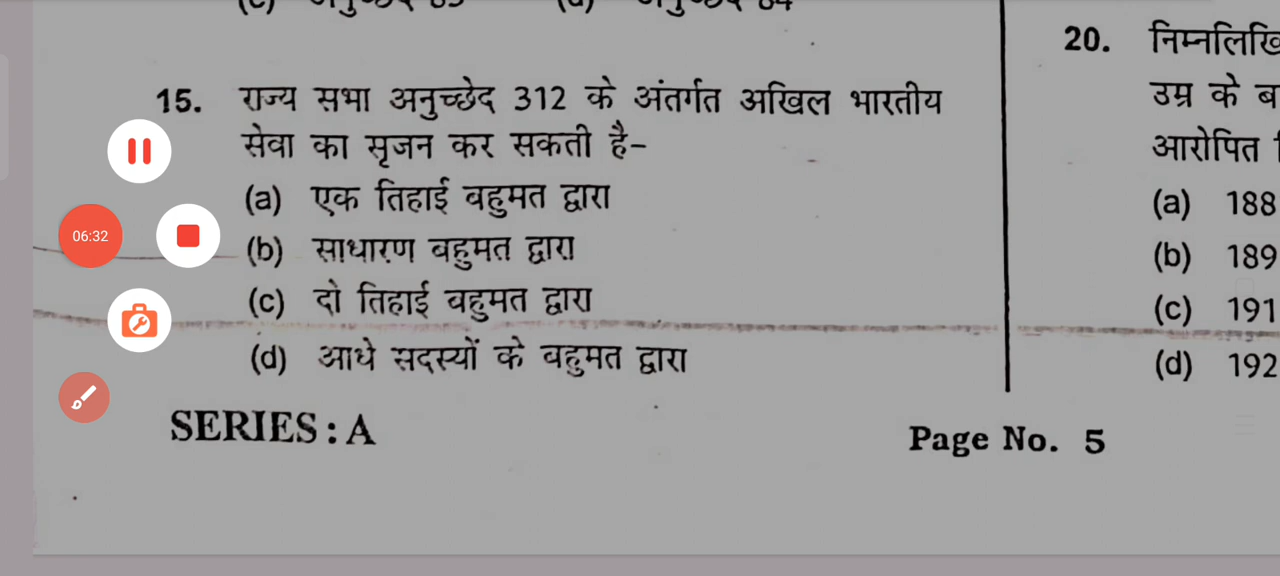 15. राज्य सभा अनुच्छेद 312 के अंतर्गत अखिल भारतीय
सेवा का सृजन कर सकती है-
(a) एक तिहाई बहुमत द्वारा
(b) साधारण बहुमत द्वारा
(c) दो तिहाई बहुमत द्वारा
(d) आधे सदस्यों के बहुमत द्वारा
SERIES : A
Page No. 5
20.
उम्र के
आरोपित
(a) 188
(b) 189
(c) 191
(d) 192
06:32